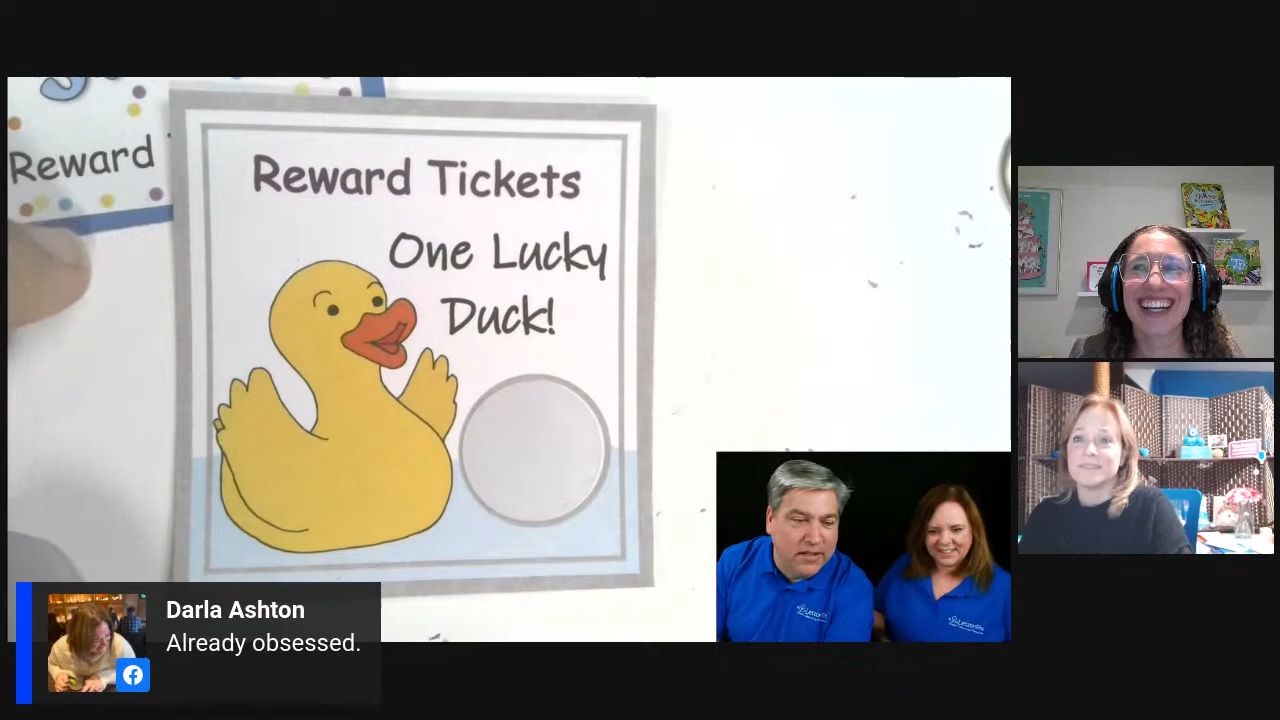 Reward
Reward Tickets
One Lucky
Duck!
Darla Ashton
Already obsessed.